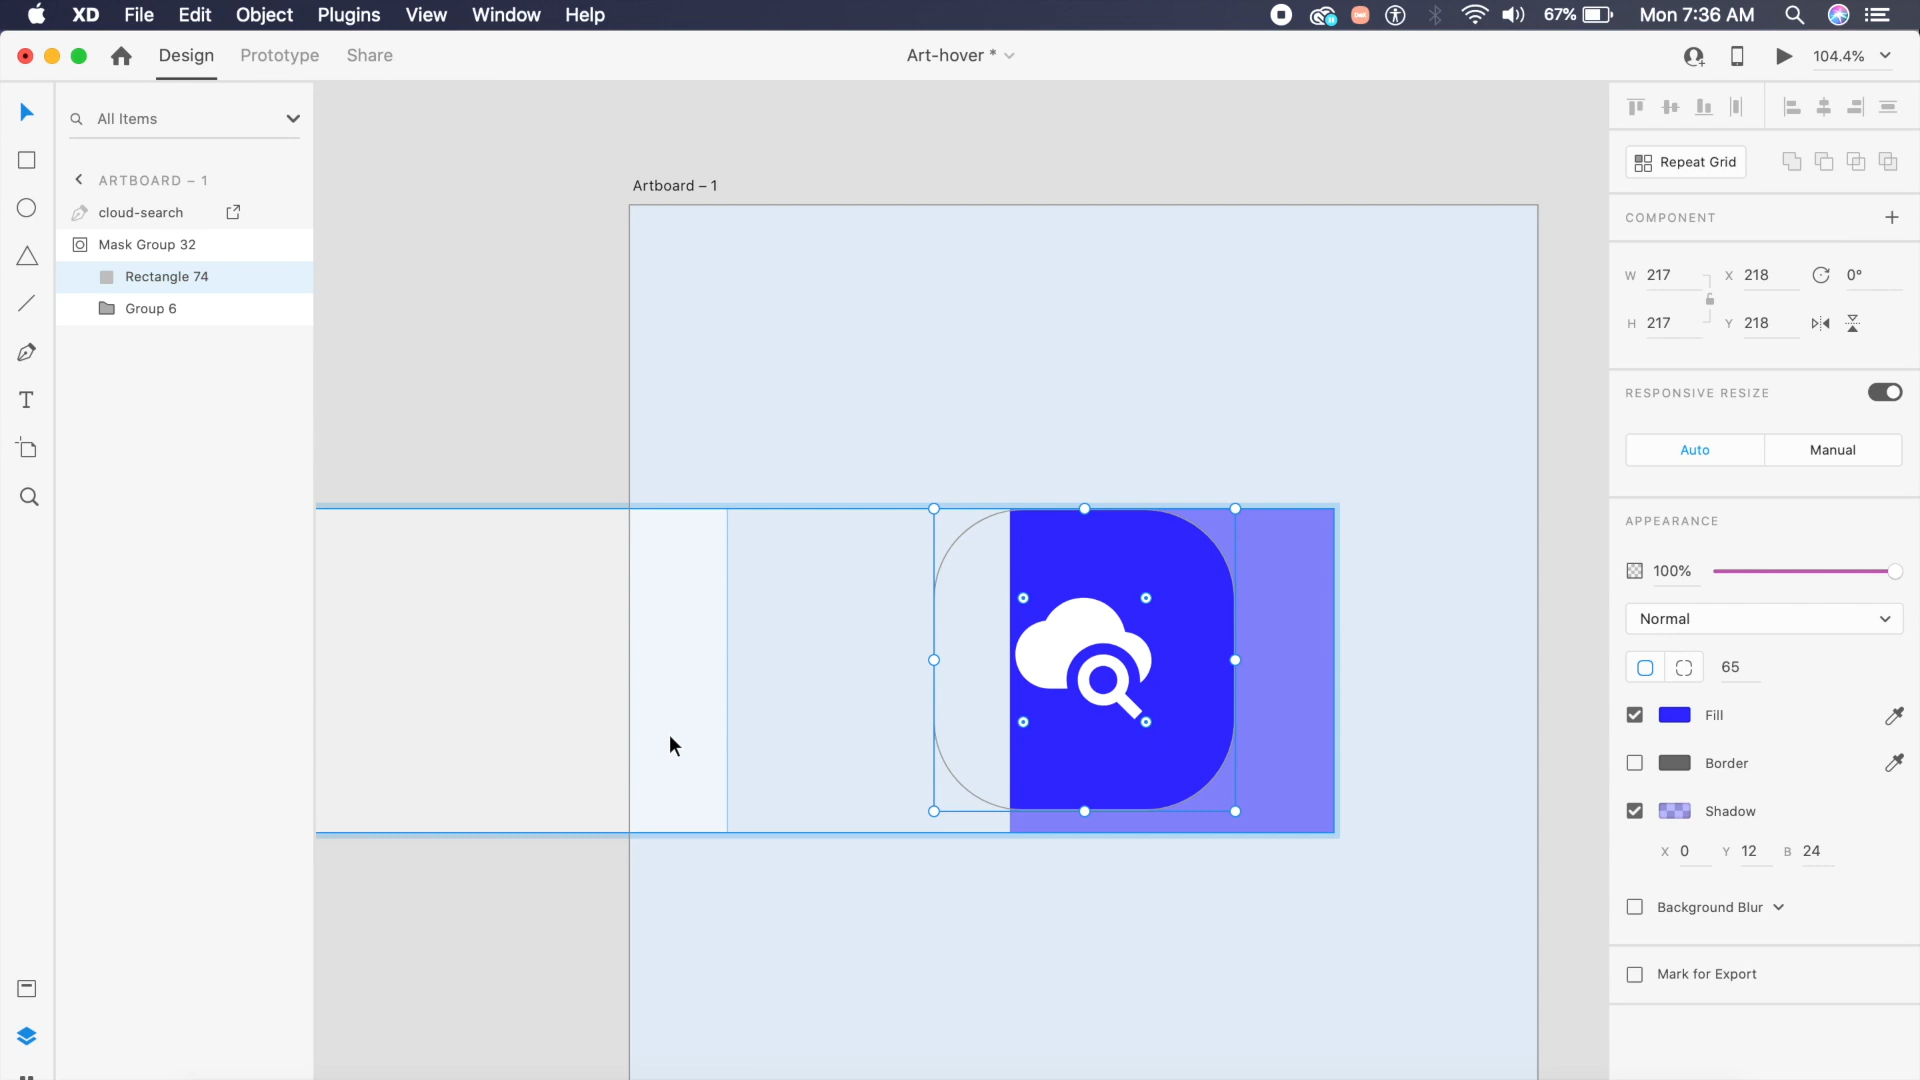 XD File Edit Object Plugins View Window Help 67% Mon 7:36 AM
Design Prototype Share Art-hover * 104.4%
All Items
ARTBOARD – 1
cloud-search
Mask Group 32
Rectangle 74
Group 6
Artboard – 1
Repeat Grid
COMPONENT
W 217 X 218 0°
H 217 Y 218
RESPONSIVE RESIZE
Auto Manual
APPEARANCE
100%
Normal
65
Fill
Border
Shadow
X 0 Y 12 B 24
Background Blur
Mark for Export